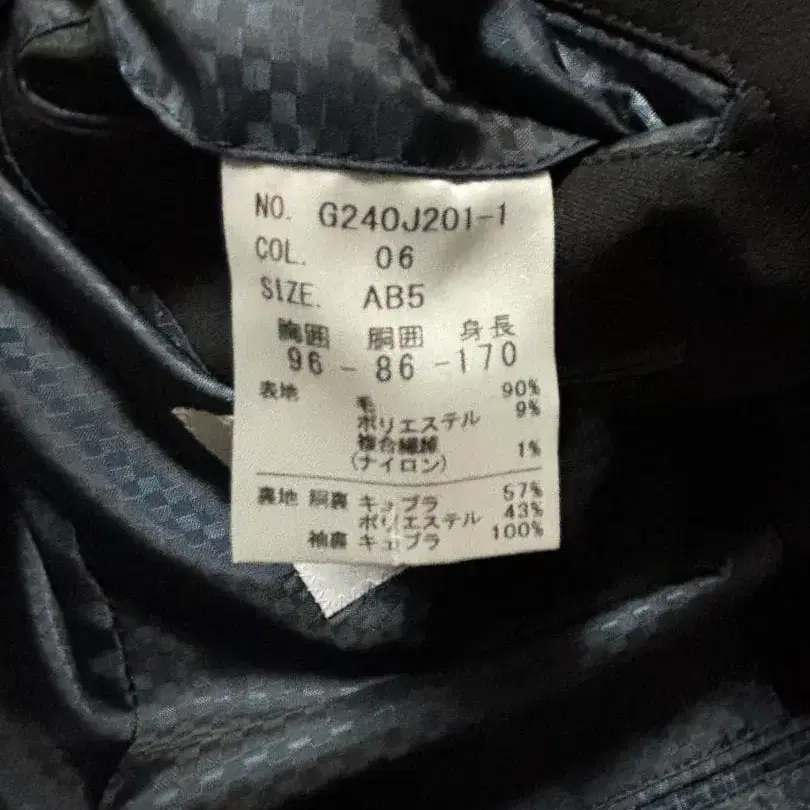 NO. G240J201-1
COL. 06
SIZE. AB5
胸囲 胴囲 身長
96 - 86 - 170
表地 毛 90%
ポリエステル 9%
複合繊維
(ナイロン) 1%
裏地 胴裏 キュプラ 57%
ポリエステル 43%
袖裏 キュプラ 100%